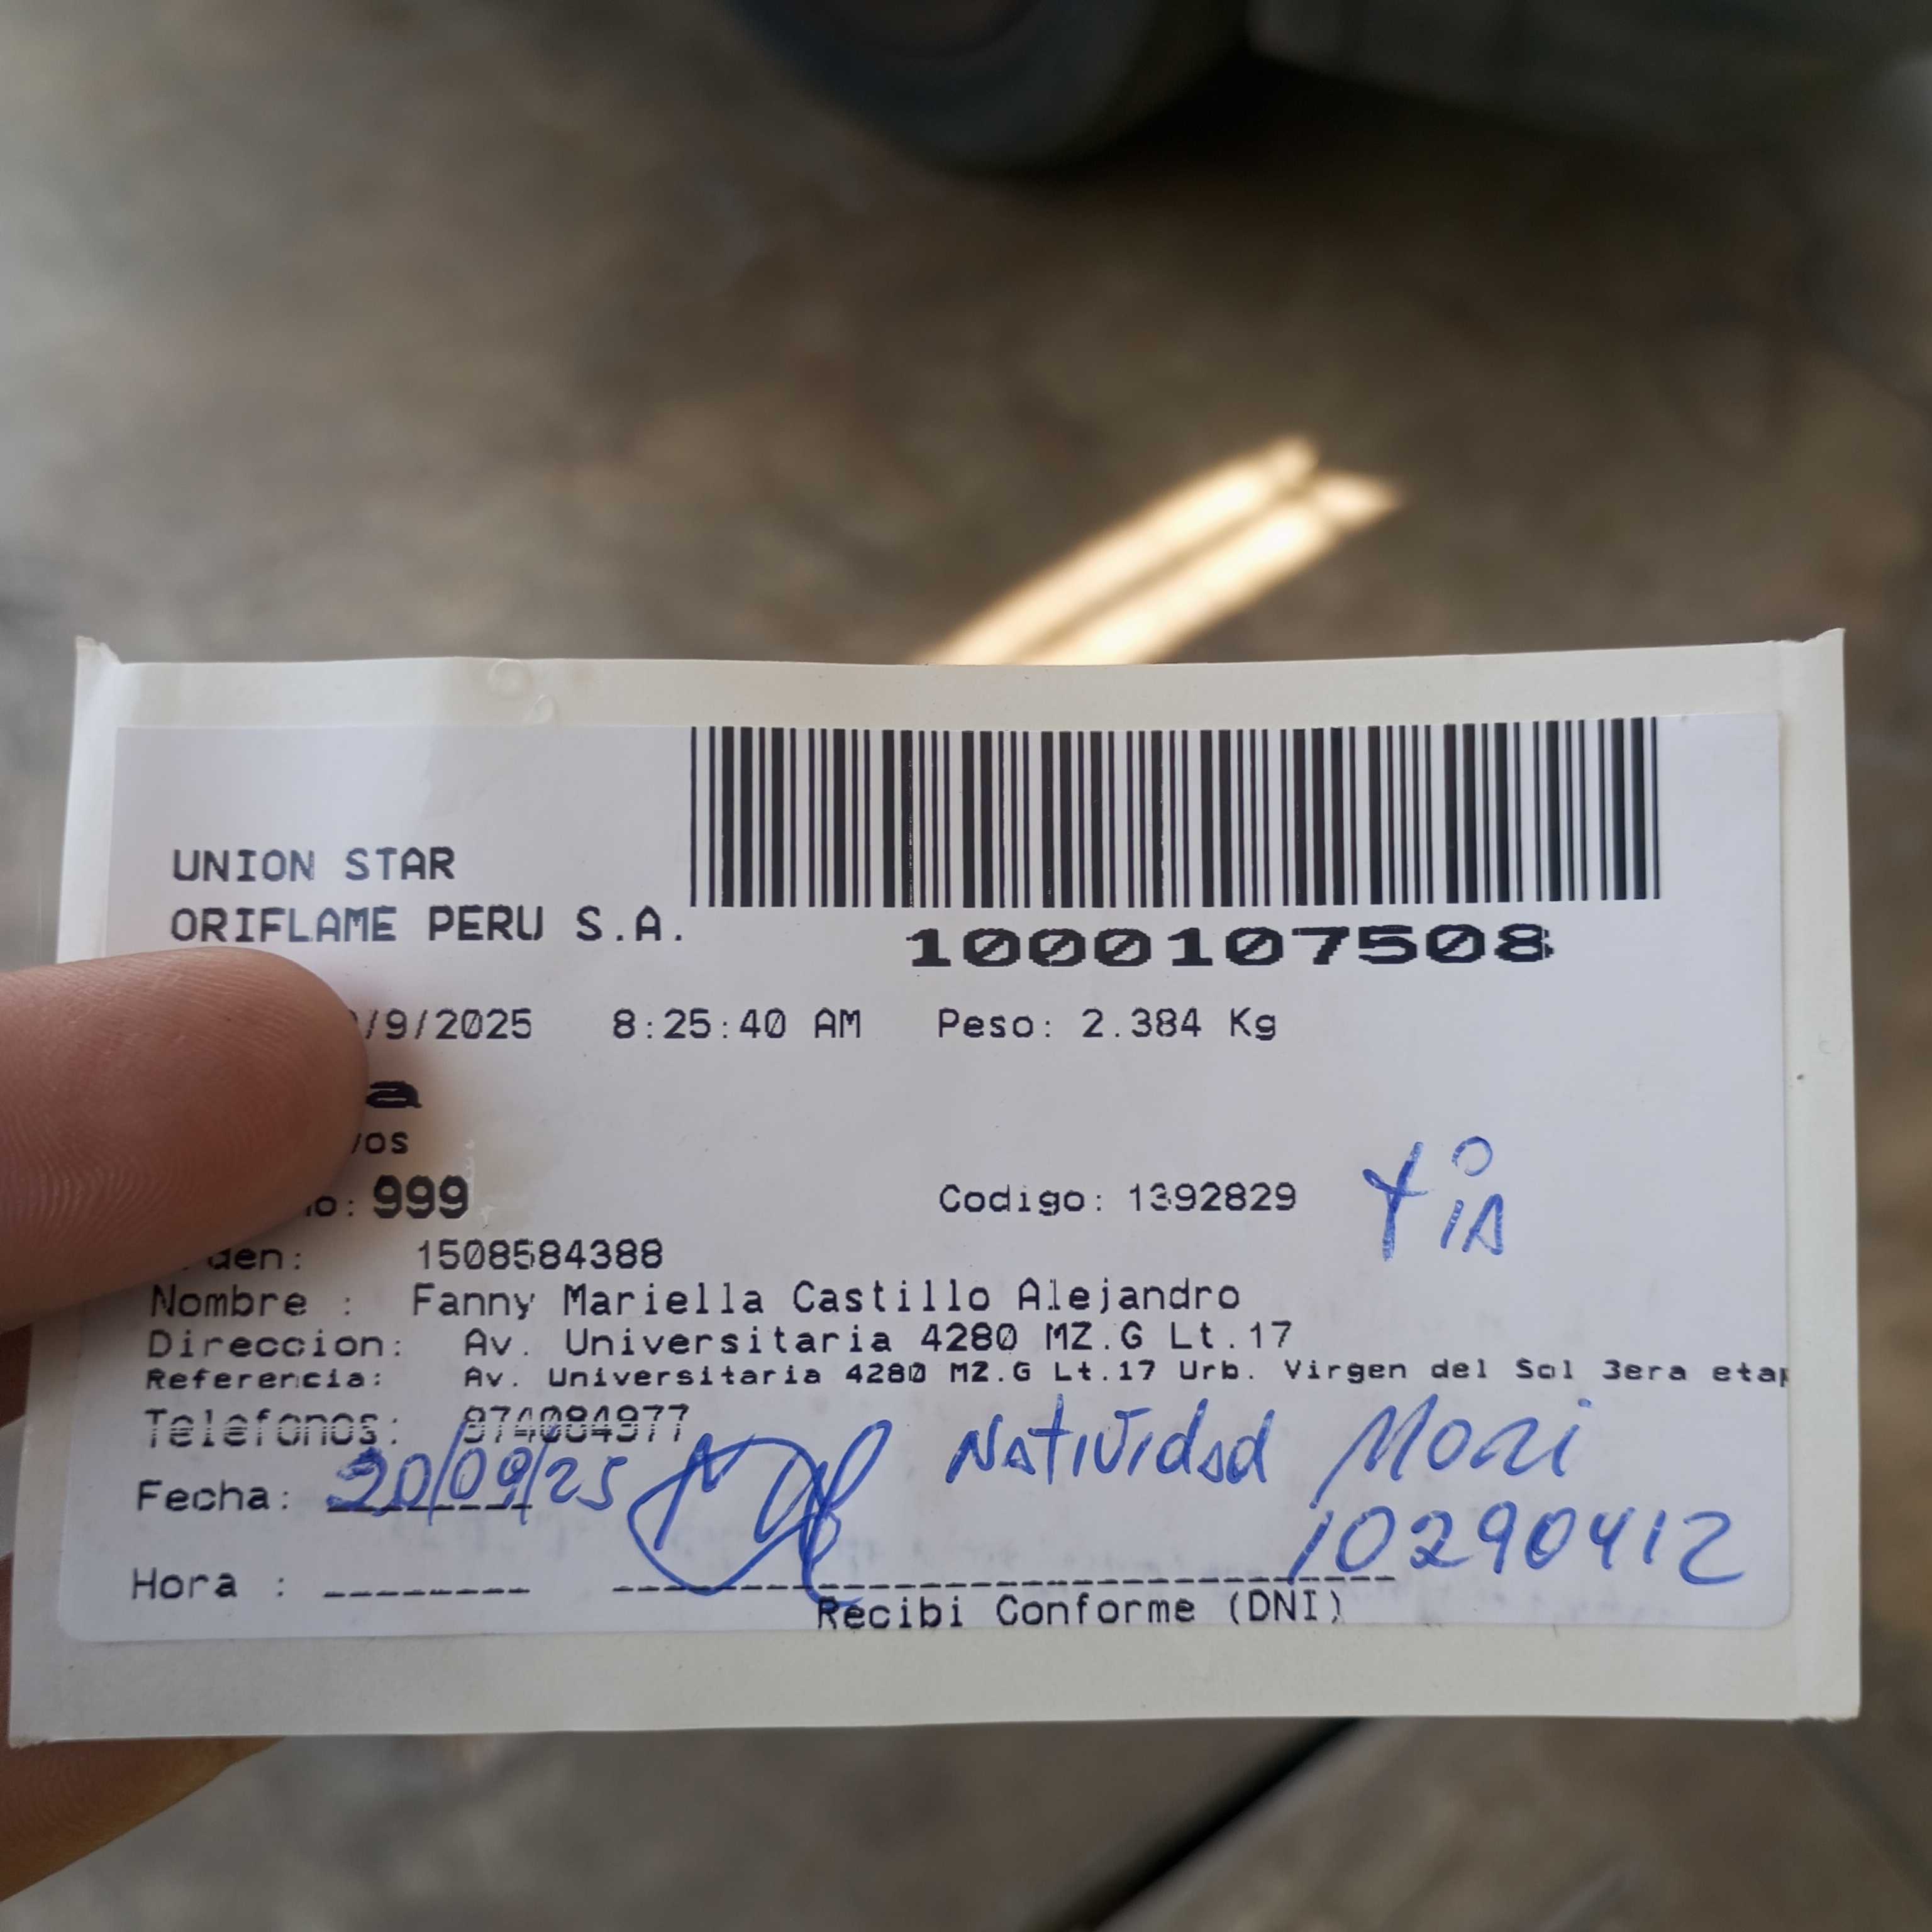 UNION STAR
ORIFLAME PERU S.A.
1000107508
/9/2025 8:25:40 AM Peso: 2.384 Kg
a
vos
o: 999 Codigo: 1392829 tia
den: 1508584388
Nombre : Fanny Mariella Castillo Alejandro
Direccion: Av. Universitaria 4280 MZ.G Lt.17
Referencia: Av. Universitaria 4280 MZ.G Lt.17 Urb. Virgen del Sol 3era etap
Telefonos: 974084977
Natividad Mori
Fecha: 20/09/25
10290412
Hora :
Recibi Conforme (DNI)